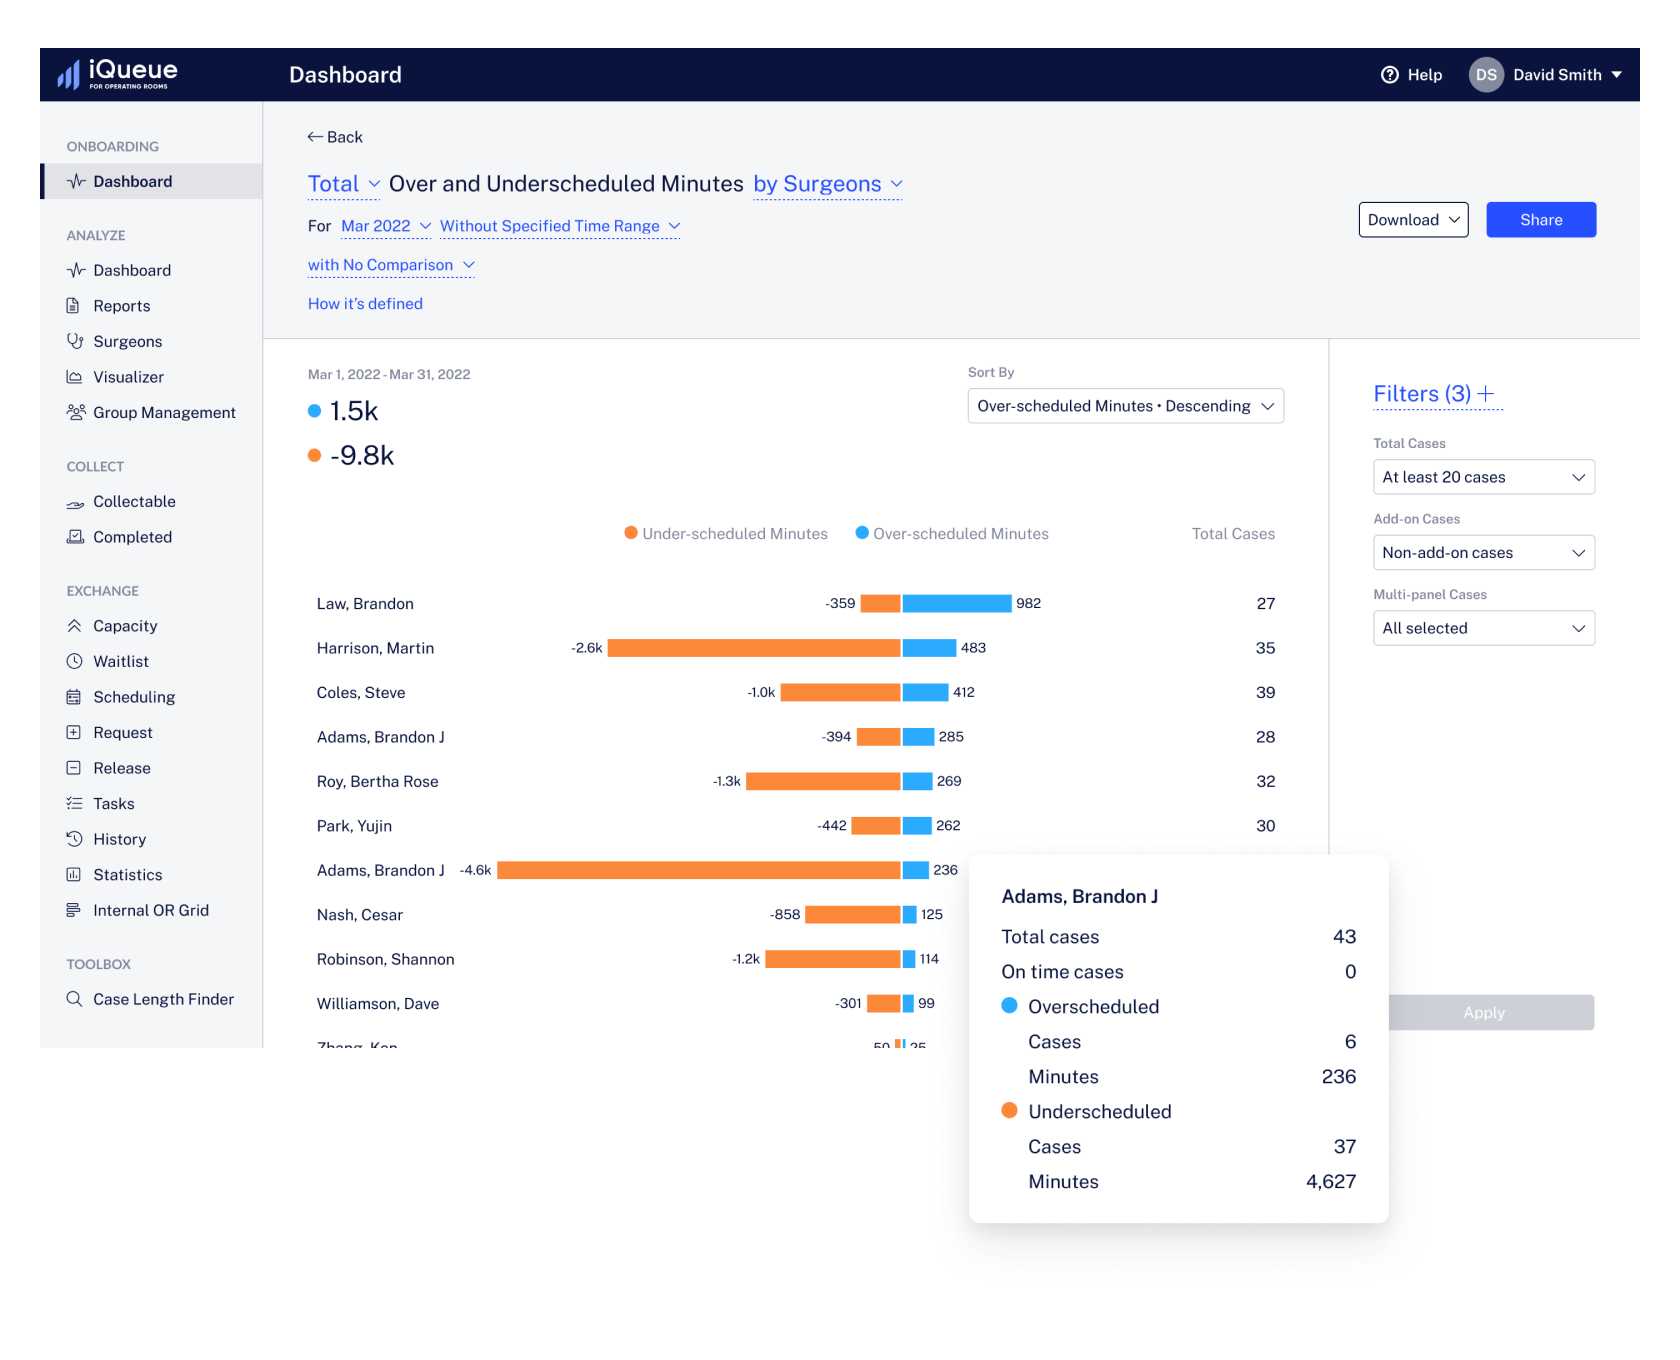 iQueue
FOR OPERATING ROOMS
Dashboard
Help
DS
David Smith
ONBOARDING
Dashboard
ANALYZE
Dashboard
Reports
Surgeons
Visualizer
Group Management
COLLECT
Collectable
Completed
EXCHANGE
Capacity
Waitlist
Scheduling
Request
Release
Tasks
History
Statistics
Internal OR Grid
TOOLBOX
Case Length Finder
Back
Total Over and Underscheduled Minutes by Surgeons
For Mar 2022 Without Specified Time Range
with No Comparison
How it's defined
Download
Share
Mar 1, 2022 - Mar 31, 2022
1.5k
-9.8k
Sort By
Over-scheduled Minutes • Descending
Under-scheduled Minutes Over-scheduled Minutes Total Cases
Law, Brandon -359 982 27
Harrison, Martin -2.6k 483 35
Coles, Steve -1.0k 412 39
Adams, Brandon J -394 285 28
Roy, Bertha Rose -1.3k 269 32
Park, Yujin -442 262 30
Adams, Brandon J -4.6k 236
Nash, Cesar -858 125
Robinson, Shannon -1.2k 114
Williamson, Dave -301 99
Filters (3)
Total Cases
At least 20 cases
Add-on Cases
Non-add-on cases
Multi-panel Cases
All selected
Apply
Adams, Brandon J
Total cases 43
On time cases 0
Overscheduled
Cases 6
Minutes 236
Underscheduled
Cases 37
Minutes 4,627